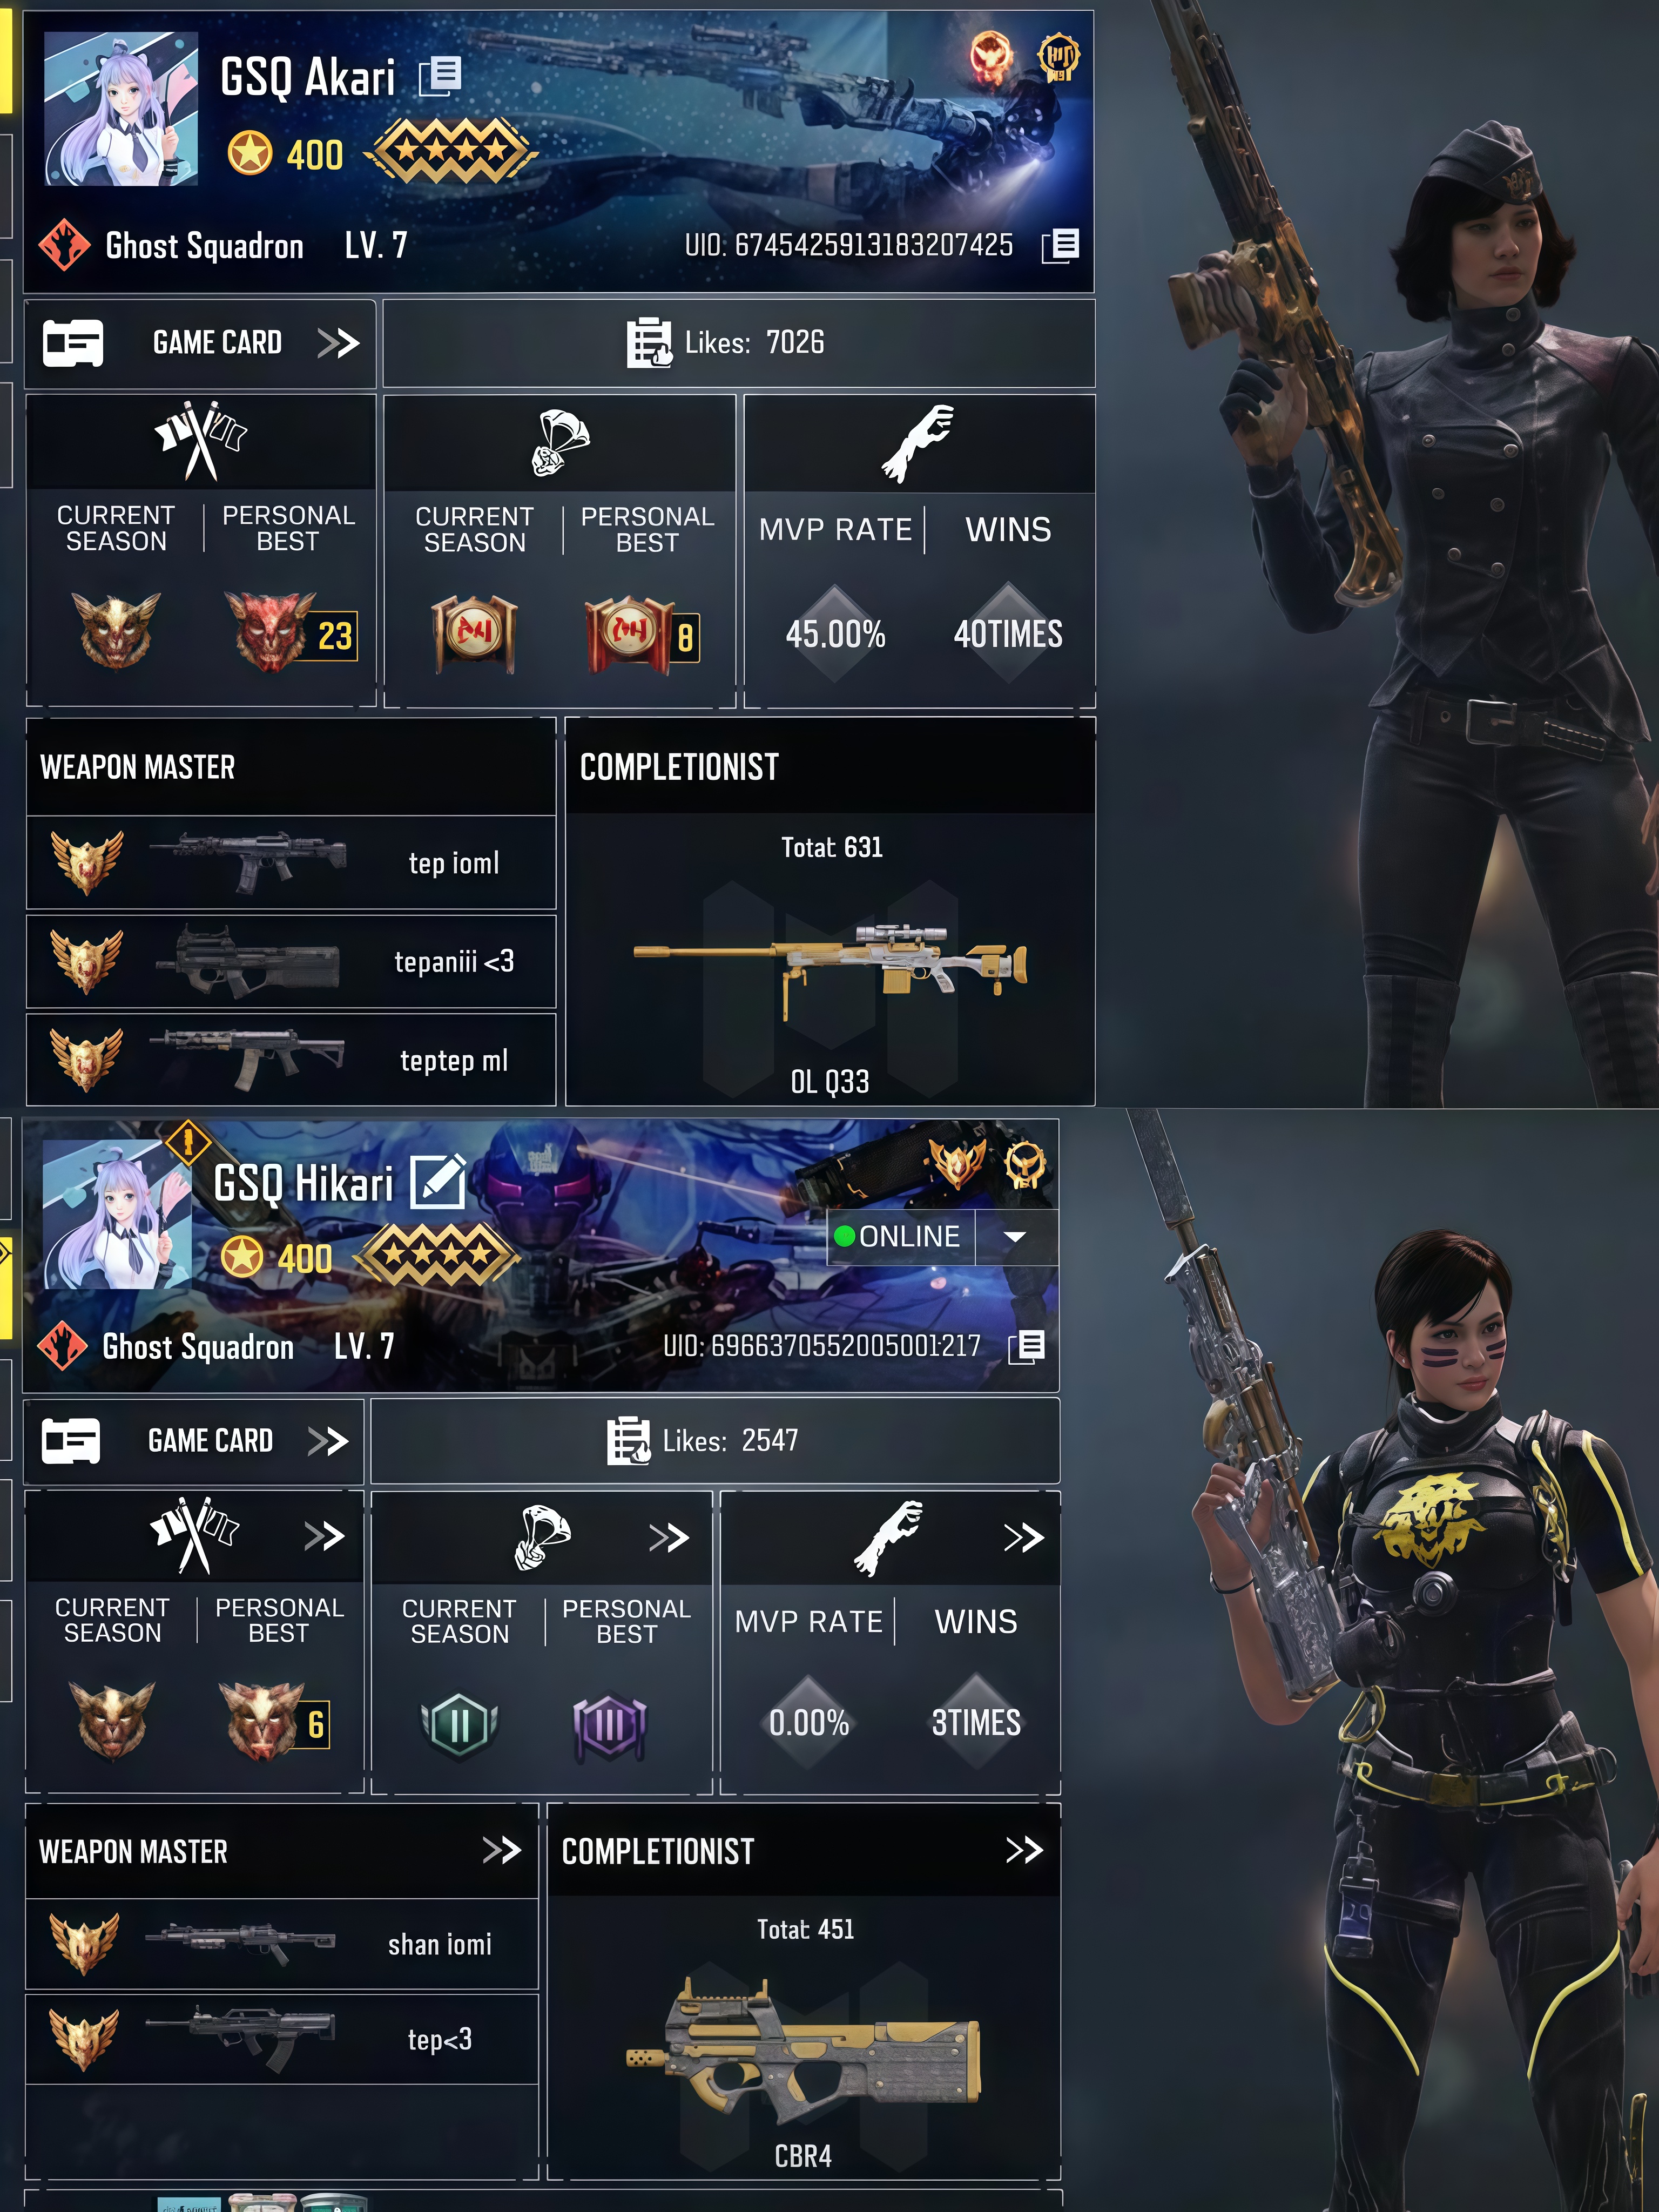 GSQ Akari
400
Ghost Squadron LV. 7 UIO: 6745425913183207425
GAME CARD
Likes: 7026
CURRENT SEASON
PERSONAL BEST
23
CURRENT SEASON
PERSONAL BEST
8
MVP RATE
WINS
45.00%
40TIMES
WEAPON MASTER
tep ioml
tepaniii <3
teptep ml
COMPLETIONIST
Totat 631
OL Q33
GSQ Hikari
400
ONLINE
Ghost Squadron LV. 7 UIO: 6966370552005001217
GAME CARD
Likes: 2547
CURRENT SEASON
PERSONAL BEST
6
CURRENT SEASON
PERSONAL BEST
II
III
MVP RATE
WINS
0.00%
3TIMES
WEAPON MASTER
shan iomi
tep<3
COMPLETIONIST
Totat 451
CBR4